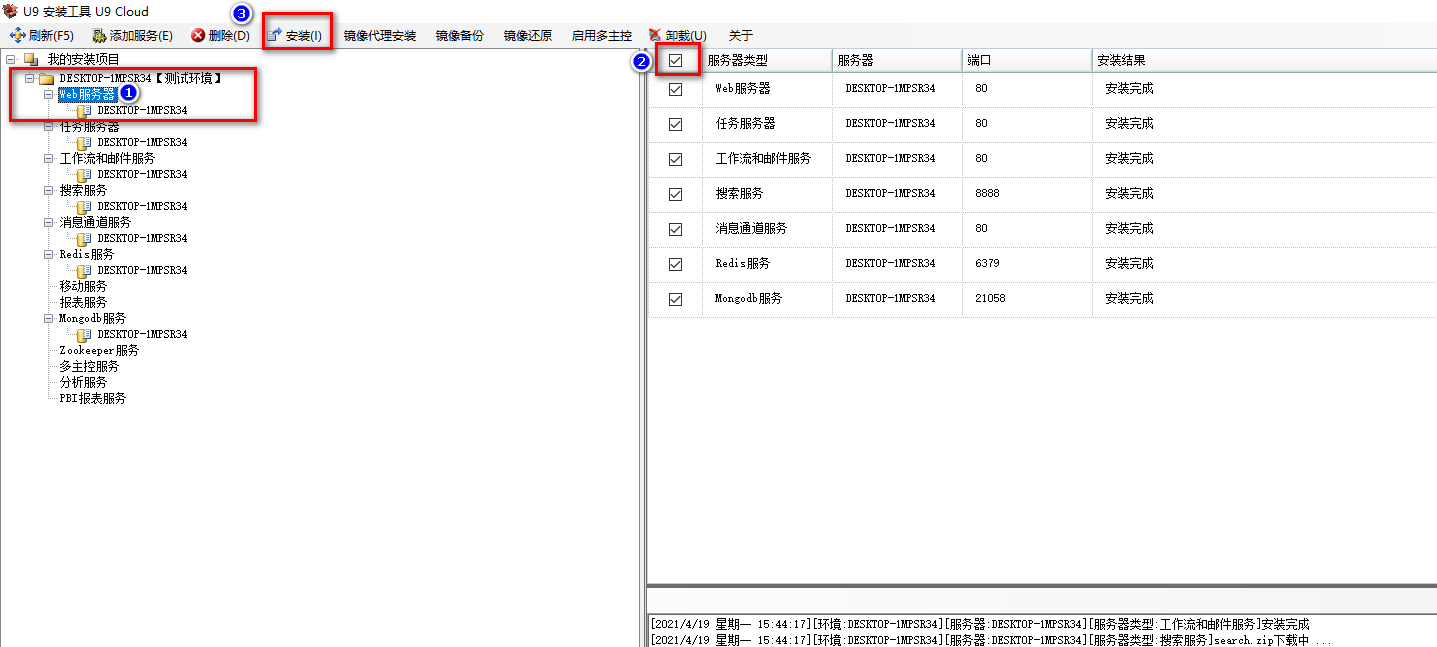 U9 安装工具 U9 Cloud
3
刷新(F5) 添加服务(E) 删除(D) 安装(I) 镜像代理安装 镜像备份 镜像还原 启用多主控 卸载(U) 关于
我的安装项目
DESKTOP-1MPSR34【测试环境】
Web服务器 1
DESKTOP-1MPSR34
任务服务器
DESKTOP-1MPSR34
工作流和邮件服务
DESKTOP-1MPSR34
搜索服务
DESKTOP-1MPSR34
消息通道服务
DESKTOP-1MPSR34
Redis服务
DESKTOP-1MPSR34
移动服务
报表服务
Mongodb服务
DESKTOP-1MPSR34
Zookeeper服务
多主控服务
分析服务
PBI报表服务
2 服务器类型 服务器 端口 安装结果
Web服务器 DESKTOP-1MPSR34 80 安装完成
任务服务器 DESKTOP-1MPSR34 80 安装完成
工作流和邮件服务 DESKTOP-1MPSR34 80 安装完成
搜索服务 DESKTOP-1MPSR34 8888 安装完成
消息通道服务 DESKTOP-1MPSR34 80 安装完成
Redis服务 DESKTOP-1MPSR34 6379 安装完成
Mongodb服务 DESKTOP-1MPSR34 21058 安装完成
[2021/4/19 星期一 15:44:17][环境:DESKTOP-1MPSR34][服务器:DESKTOP-1MPSR34][服务器类型:工作流和邮件服务]安装完成
[2021/4/19 星期一 15:44:17][环境:DESKTOP-1MPSR34][服务器:DESKTOP-1MPSR34][服务器类型:搜索服务]search.zip下载中 ...